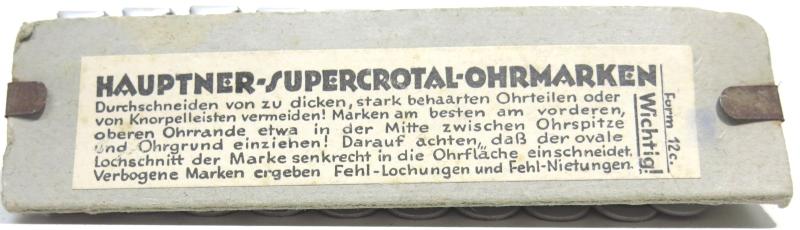 HAUPTNER-SUPERCROTAL-OHRMARKEN
Durchschneiden von zu dicken, stark behaarten Ohrteilen oder
von Knorpelleisten vermeiden! Marken am besten am vorderen,
oberen Ohrrande etwa in der Mitte zwischen Ohrspitze
und Ohrgrund einziehen! Darauf achten, daß der ovale
Lochschnitt der Marke senkrecht in die Ohrfläche einschneidet.
Verbogene Marken ergeben Fehl-Lochungen und Fehl-Nietungen.
Form 12c.
Wichtig!